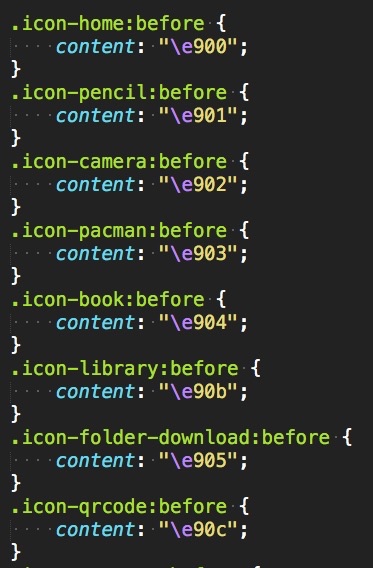 .icon-home:before {
    content: "\e900";
}
.icon-pencil:before {
    content: "\e901";
}
.icon-camera:before {
    content: "\e902";
}
.icon-pacman:before {
    content: "\e903";
}
.icon-book:before {
    content: "\e904";
}
.icon-library:before {
    content: "\e90b";
}
.icon-folder-download:before {
    content: "\e905";
}
.icon-qrcode:before {
    content: "\e90c";
}